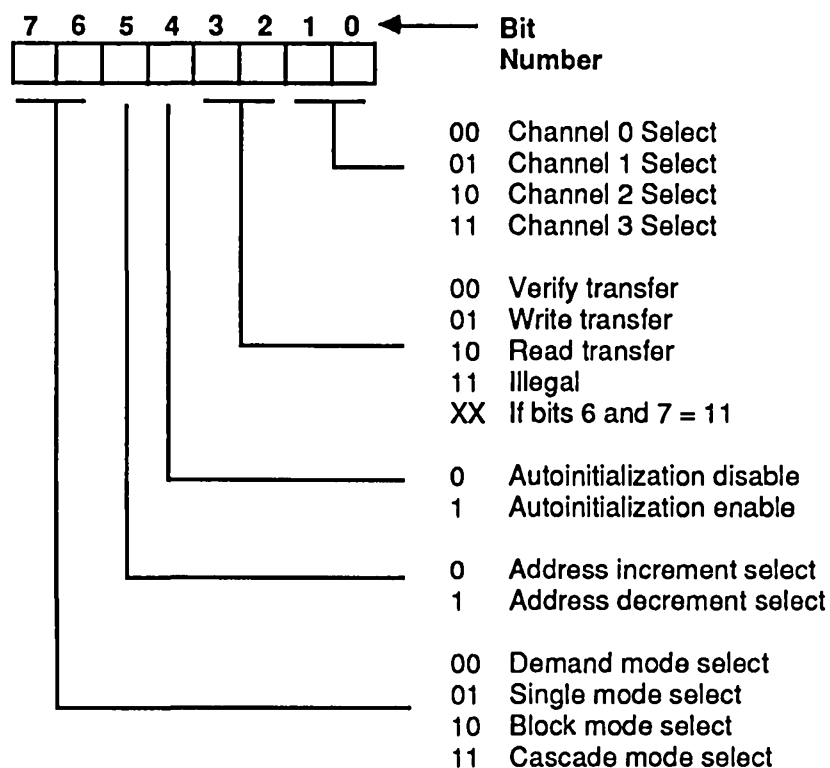 7 6 5 4 3 2 1 0 Bit
Number
00 Channel 0 Select
01 Channel 1 Select
10 Channel 2 Select
11 Channel 3 Select
00 Verify transfer
01 Write transfer
10 Read transfer
11 Illegal
XX If bits 6 and 7 = 11
0 Autoinitialization disable
1 Autoinitialization enable
0 Address increment select
1 Address decrement select
00 Demand mode select
01 Single mode select
10 Block mode select
11 Cascade mode select